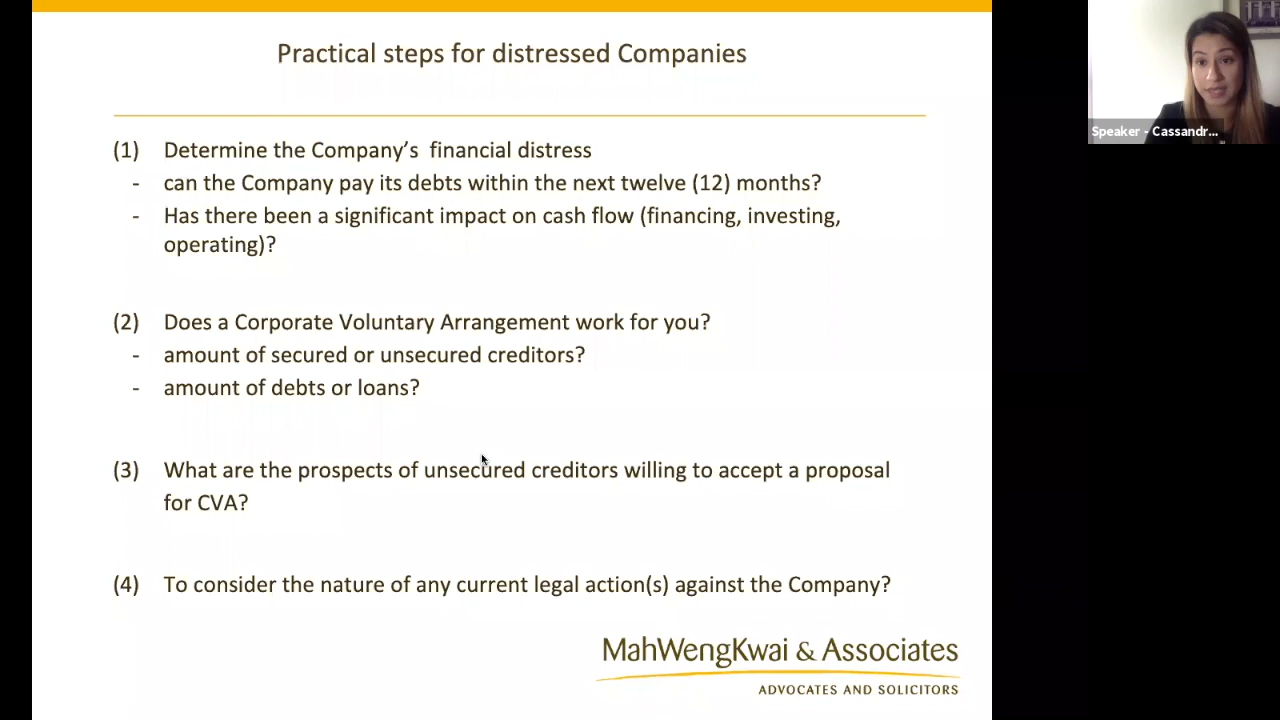 Practical steps for distressed Companies
(1) Determine the Company's financial distress
- can the Company pay its debts within the next twelve (12) months?
- Has there been a significant impact on cash flow (financing, investing,
operating)?
(2) Does a Corporate Voluntary Arrangement work for you?
- amount of secured or unsecured creditors?
- amount of debts or loans?
(3) What are the prospects of unsecured creditors willing to accept a proposal
for CVA?
(4) To consider the nature of any current legal action(s) against the Company?
MahWengKwai & Associates
ADVOCATES AND SOLICITORS
Speaker - Cassandr...